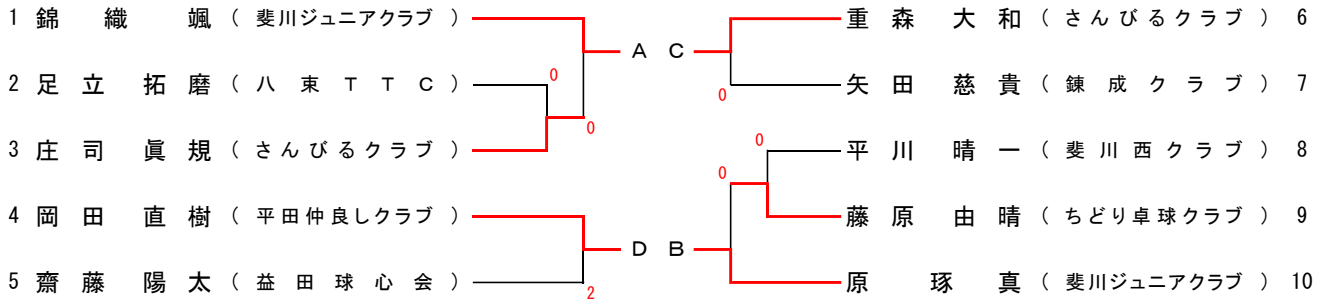 1 錦織 颯 (斐川ジュニアクラブ)
2 足立 拓磨 (八東TTC)
0
3 庄司 眞規 (さんびるクラブ)
0
A
4 岡田 直樹 (平田仲良しクラブ)
5 齋藤 陽太 (益田球心会)
2
D
C
重森 大和 (さんびるクラブ) 6
0
矢田 慈貴 (錬成クラブ) 7
0
平川 晴一 (斐川西クラブ) 8
0
藤原 由晴 (ちどり卓球クラブ) 9
B
原 琢真 (斐川ジュニアクラブ) 10